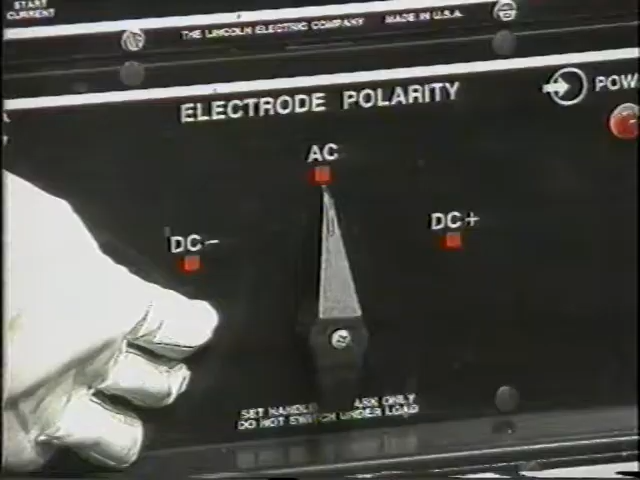 START
CURRENT
THE LINCOLN ELECTRIC COMPANY MADE IN U.S.A.
ELECTRODE POLARITY
POW
AC
DC-
DC+
SET HANDLE ONLY
DO NOT SWITCH UNDER LOAD